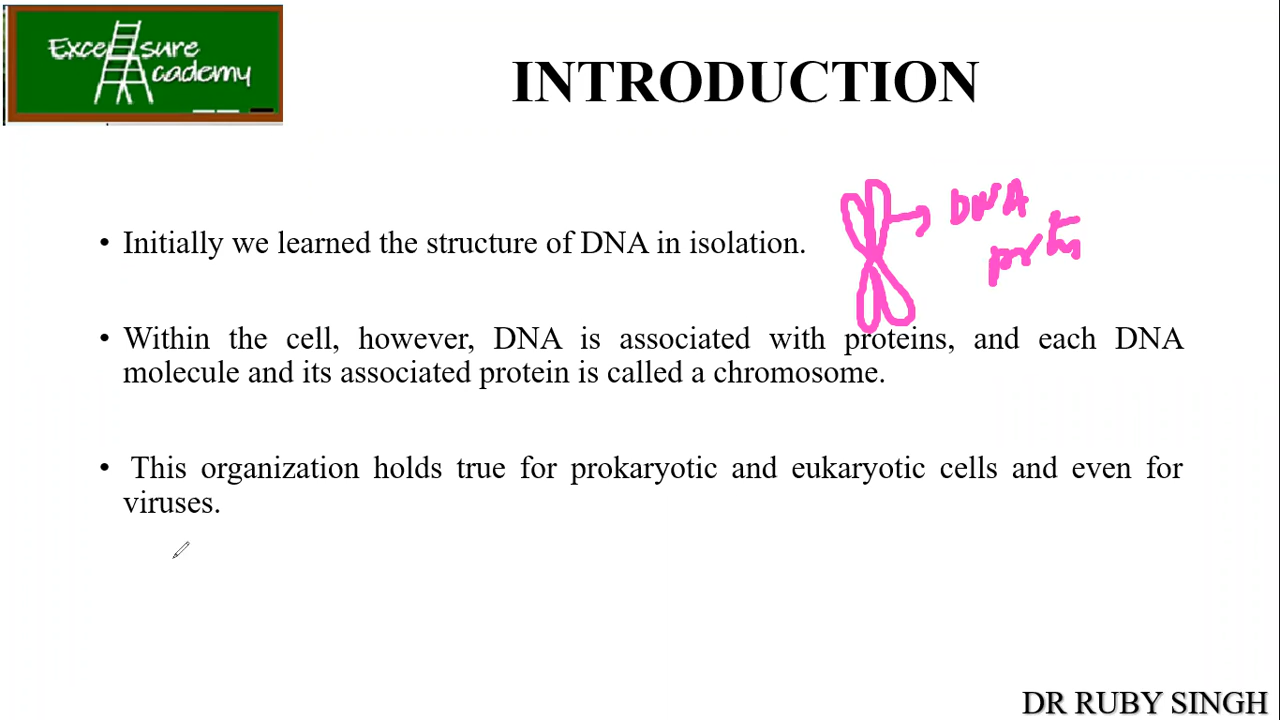 Excellsure
Academy
INTRODUCTION
DNA
• Initially we learned the structure of DNA in isolation.
• Within the cell, however, DNA is associated with proteins, and each DNA
molecule and its associated protein is called a chromosome.
• This organization holds true for prokaryotic and eukaryotic cells and even for
viruses.
DR RUBY SINGH